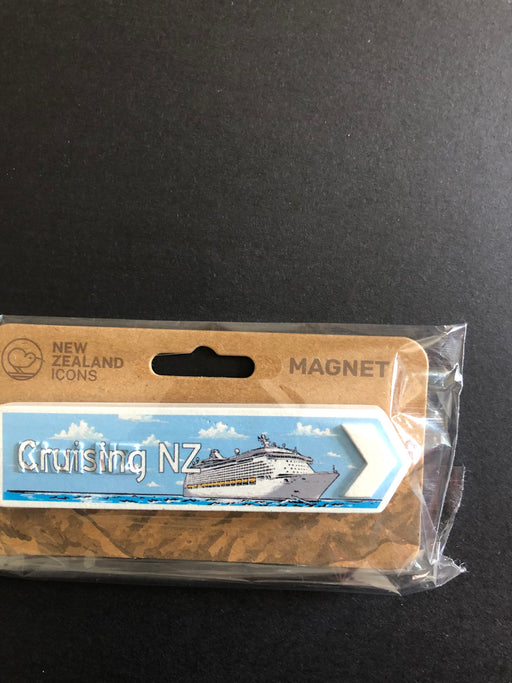 NEW
ZEALAND
ICONS
MAGNET
Cruising NZ